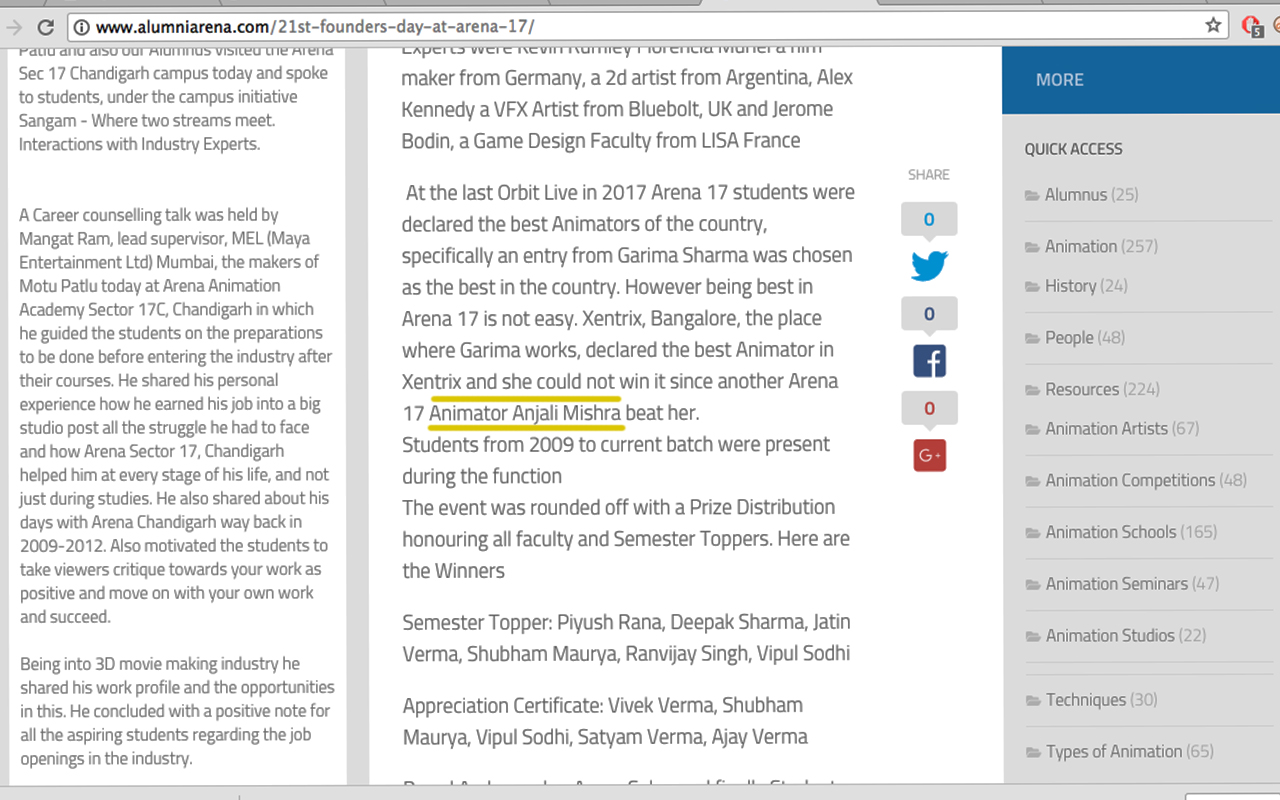 www.alumniarena.com/21st-founders-day-at-arena-17/
5
Patlu and also our Alumnus visited the Arena
Sec 17 Chandigarh campus today and spoke
to students, under the campus initiative
Sangam - Where two streams meet.
Interactions with Industry Experts.
A Career counselling talk was held by
Mangat Ram, lead supervisor, MEL (Maya
Entertainment Ltd) Mumbai, the makers of
Motu Patlu today at Arena Animation
Academy Sector 17C, Chandigarh in which
he guided the students on the preparations
to be done before entering the industry after
their courses. He shared his personal
experience how he earned his job into a big
studio post all the struggle he had to face
and how Arena Sector 17, Chandigarh
helped him at every stage of his life, and not
just during studies. He also shared about his
days with Arena Chandigarh way back in
2009-2012. Also motivated the students to
take viewers critique towards your work as
positive and move on with your own work
and succeed.
Being into 3D movie making industry he
shared his work profile and the opportunities
in this. He concluded with a positive note for
all the aspiring students regarding the job
openings in the industry.
Experts were Kevin
maker from Germany, a 2d artist from Argentina, Alex
Kennedy a VFX Artist from Bluebolt, UK and Jerome
Bodin, a Game Design Faculty from LISA France
At the last Orbit Live in 2017 Arena 17 students were
declared the best Animators of the country,
specifically an entry from Garima Sharma was chosen
as the best in the country. However being best in
Arena 17 is not easy. Xentrix, Bangalore, the place
where Garima works, declared the best Animator in
Xentrix and she could not win it since another Arena
17 Animator Anjali Mishra beat her.
Students from 2009 to current batch were present
during the function
The event was rounded off with a Prize Distribution
honouring all faculty and Semester Toppers. Here are
the Winners
Semester Topper: Piyush Rana, Deepak Sharma, Jatin
Verma, Shubham Maurya, Ranvijay Singh, Vipul Sodhi
Appreciation Certificate: Vivek Verma, Shubham
Maurya, Vipul Sodhi, Satyam Verma, Ajay Verma
SHARE
0
0
0
G+
MORE
QUICK ACCESS
Alumnus (25)
Animation (257)
History (24)
People (48)
Resources (224)
Animation Artists (67)
Animation Competitions (48)
Animation Schools (165)
Animation Seminars (47)
Animation Studios (22)
Techniques (30)
Types of Animation (65)